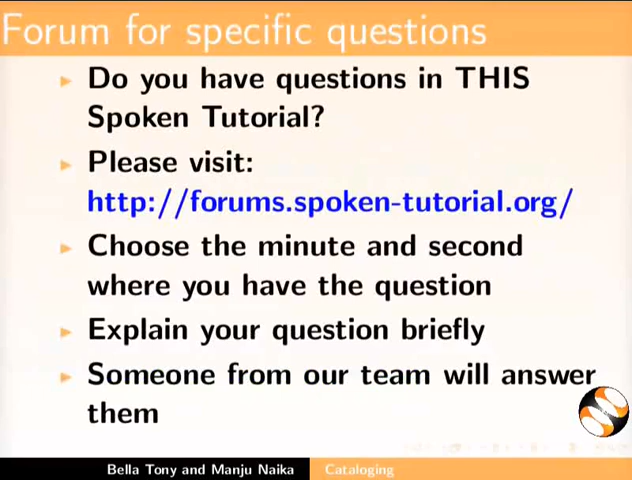 Forum for specific questions
Do you have questions in THIS
Spoken Tutorial?
Please visit:
http://forums.spoken-tutorial.org/
Choose the minute and second
where you have the question
Explain your question briefly
Someone from our team will answer
them
Bella Tony and Manju Naika Cataloging